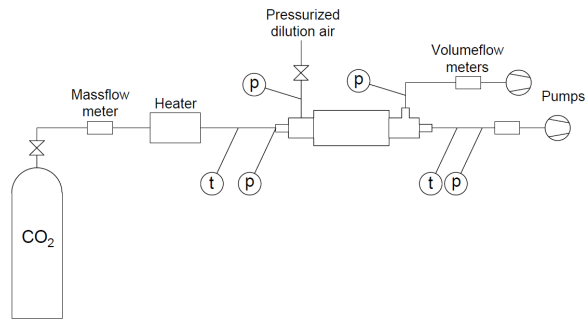 Pressurized
dilution air
Volumeflow
meters
Massflow
meter
Heater
Pumps
p
p
t
p
t
p
CO₂